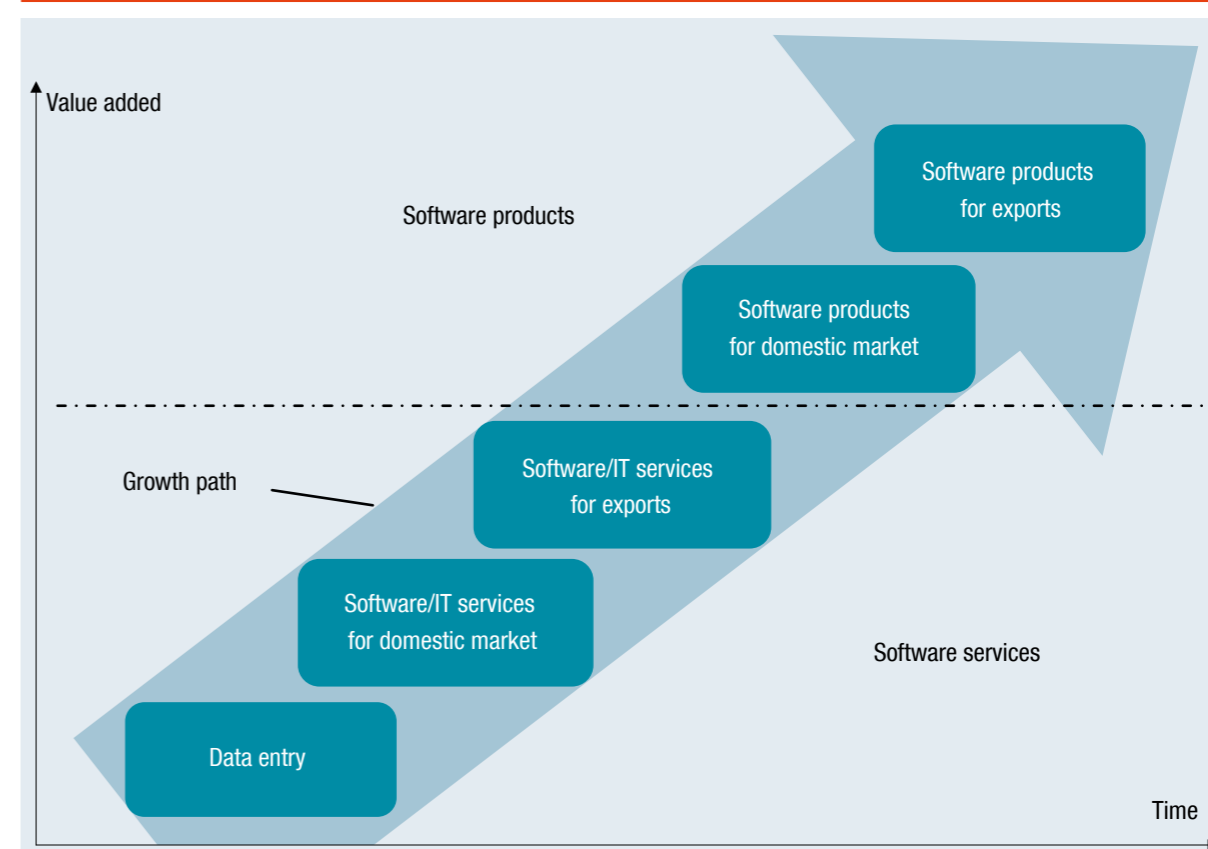 Value added
Software products
for exports
Software products
Software products
for domestic market
Software/IT services
for exports
Growth path
Software/IT services
for domestic market
Software services
Data entry
Time